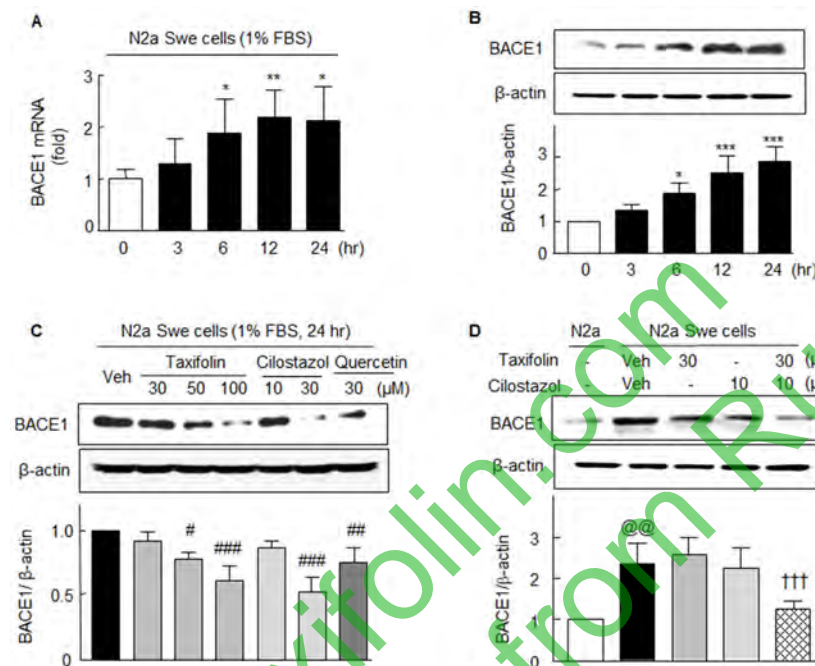 A
N2a Swe cells (1% FBS)
BACE1 mRNA
(fold)
3
2
1
0
*
**
*
0 3 6 12 24 (hr)
B
BACE1
β-actin
BACE1/b-actin
3
2
1
0
*
***
***
0 3 6 12 24 (hr)
C
N2a Swe cells (1% FBS, 24 hr)
Veh Taxifolin Cilostazol Quercetin
30 50 100 10 30 30 (μM)
BACE1
β-actin
BACE1/ β-actin
1.0
0.5
0
#
###
###
##
D
N2a N2a Swe cells
Taxifolin - Veh 30 - 30 (μ
Cilostazol - Veh - 10 10 (μ
BACE1
β-actin
BACE1/β-actin
3
2
1
0
@@
†††
xifolin.com
from Ru